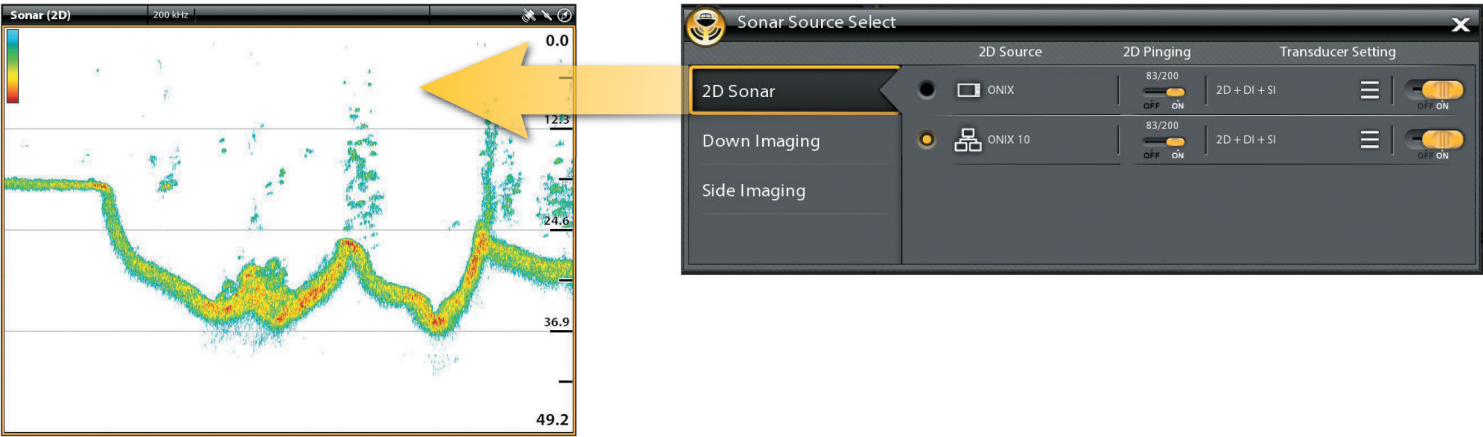 Sonar (2D)
200 kHz
0.0
12.3
24.6
36.9
49.2
Sonar Source Select
X
2D Source
2D Pinging
Transducer Setting
2D Sonar
ONIX
83/200
OFF ON
2D + DI + SI
OFF ON
Down Imaging
ONIX 10
83/200
OFF ON
2D + DI + SI
OFF ON
Side Imaging